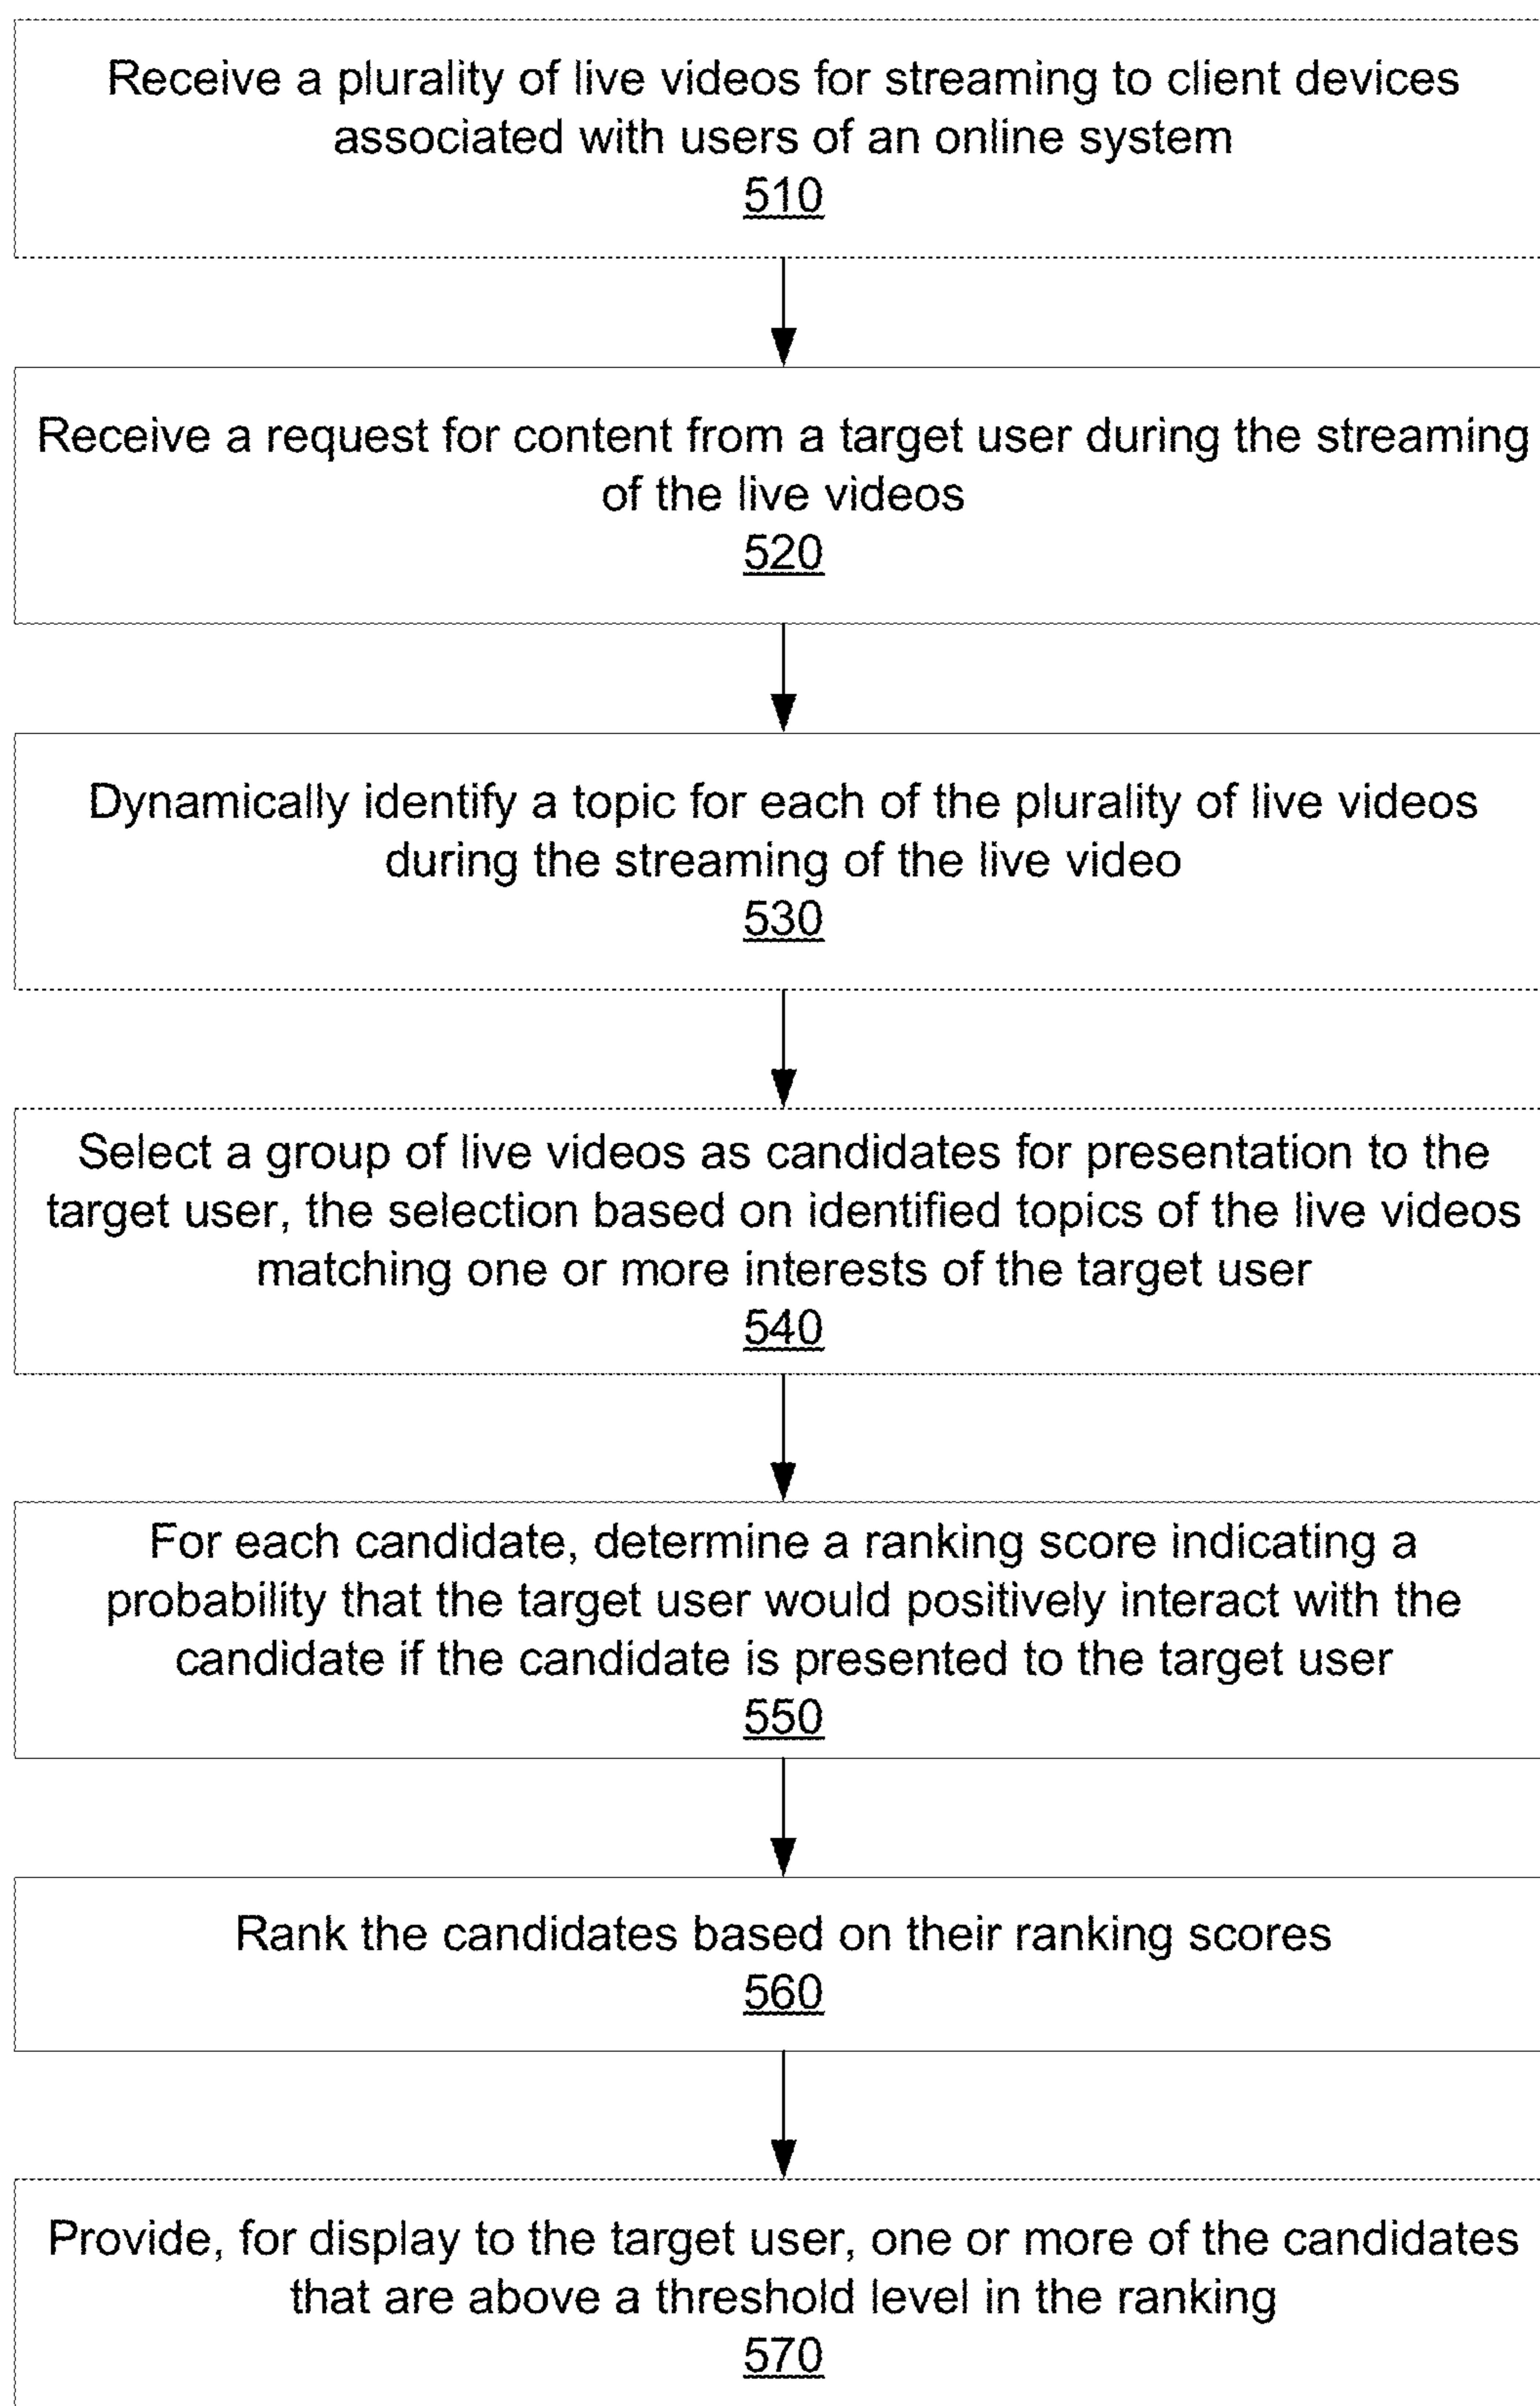 Receive a plurality of live videos for streaming to client devices
associated with users of an online system
510
Receive a request for content from a target user during the streaming
of the live videos
520
Dynamically identify a topic for each of the plurality of live videos
during the streaming of the live video
530
Select a group of live videos as candidates for presentation to the
target user, the selection based on identified topics of the live videos
matching one or more interests of the target user
540
For each candidate, determine a ranking score indicating a
probability that the target user would positively interact with the
candidate if the candidate is presented to the target user
550
Rank the candidates based on their ranking scores
560
Provide, for display to the target user, one or more of the candidates
that are above a threshold level in the ranking
570